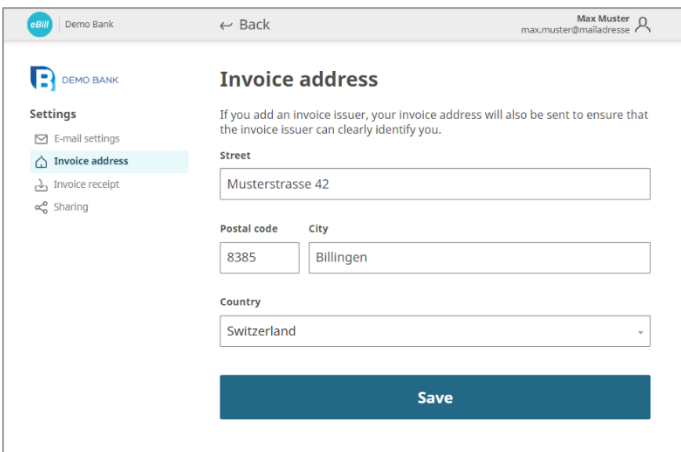 eBill Demo Bank
Back
Max Muster
max.muster@mailadresse
DEMO BANK
Settings
E-mail settings
Invoice address
Invoice receipt
Sharing
Invoice address
If you add an invoice issuer, your invoice address will also be sent to ensure that
the invoice issuer can clearly identify you.
Street
Musterstrasse 42
Postal code City
8385 Billingen
Country
Switzerland
Save